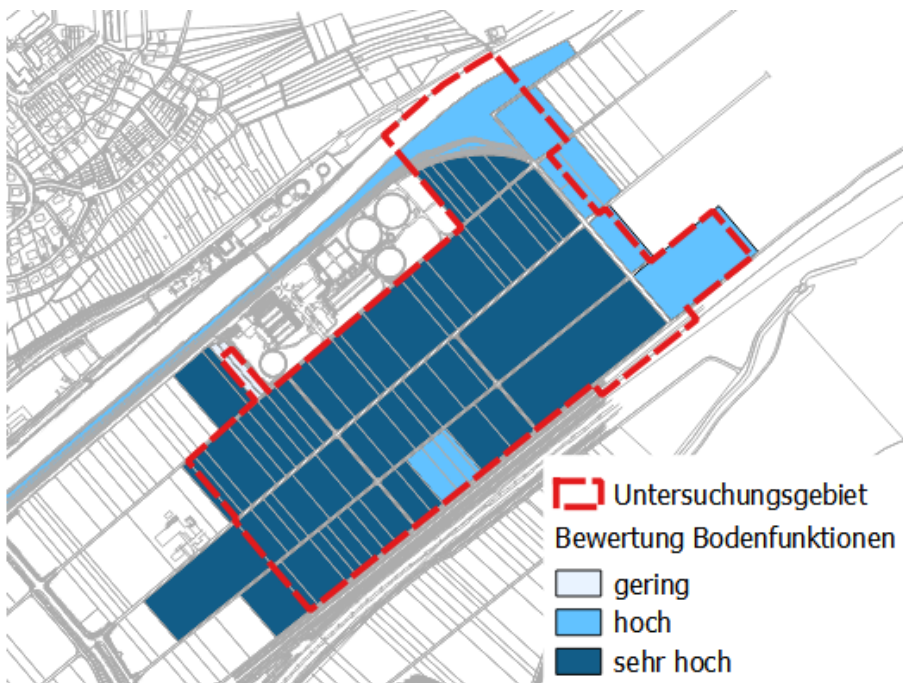 Untersuchungsgebiet
Bewertung Bodenfunktionen
gering
hoch
sehr hoch